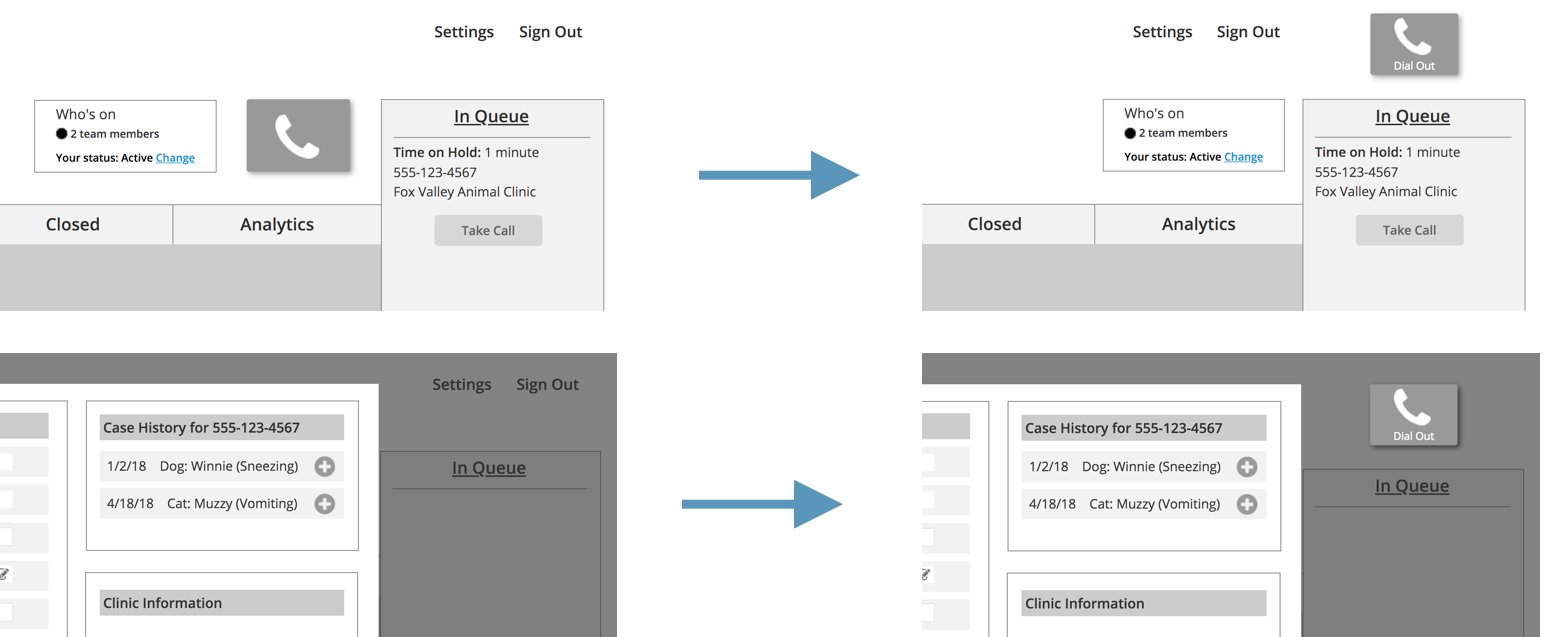 Settings Sign Out
Who's on
2 team members
Your status: Active Change
In Queue
Time on Hold: 1 minute
555-123-4567
Fox Valley Animal Clinic
Take Call
Closed Analytics
Settings Sign Out
Dial Out
Who's on
2 team members
Your status: Active Change
In Queue
Time on Hold: 1 minute
555-123-4567
Fox Valley Animal Clinic
Take Call
Closed Analytics
Settings Sign Out
Case History for 555-123-4567
1/2/18 Dog: Winnie (Sneezing)
4/18/18 Cat: Muzzy (Vomiting)
In Queue
Clinic Information
Dial Out
Case History for 555-123-4567
1/2/18 Dog: Winnie (Sneezing)
4/18/18 Cat: Muzzy (Vomiting)
In Queue
Clinic Information